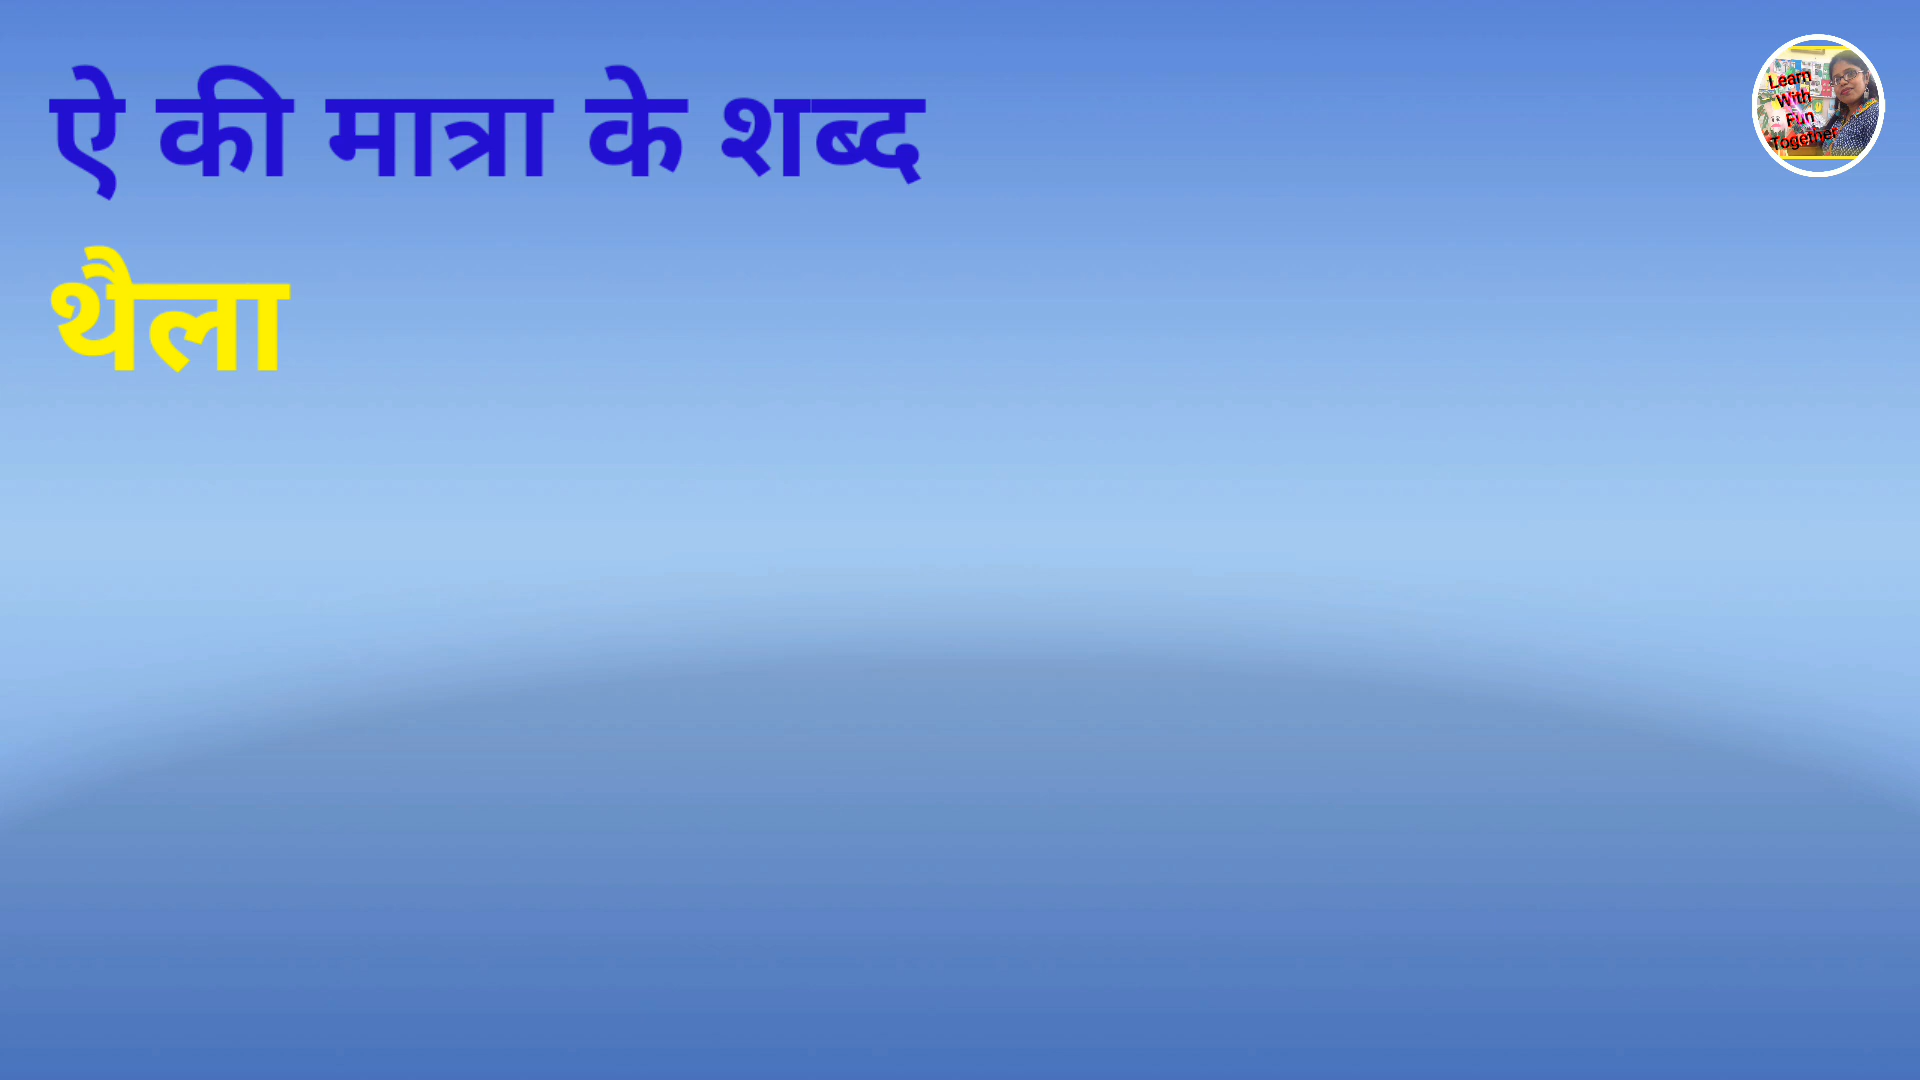 ऐ की मात्रा के शब्द
थैला
Learn
With
Fun
Together